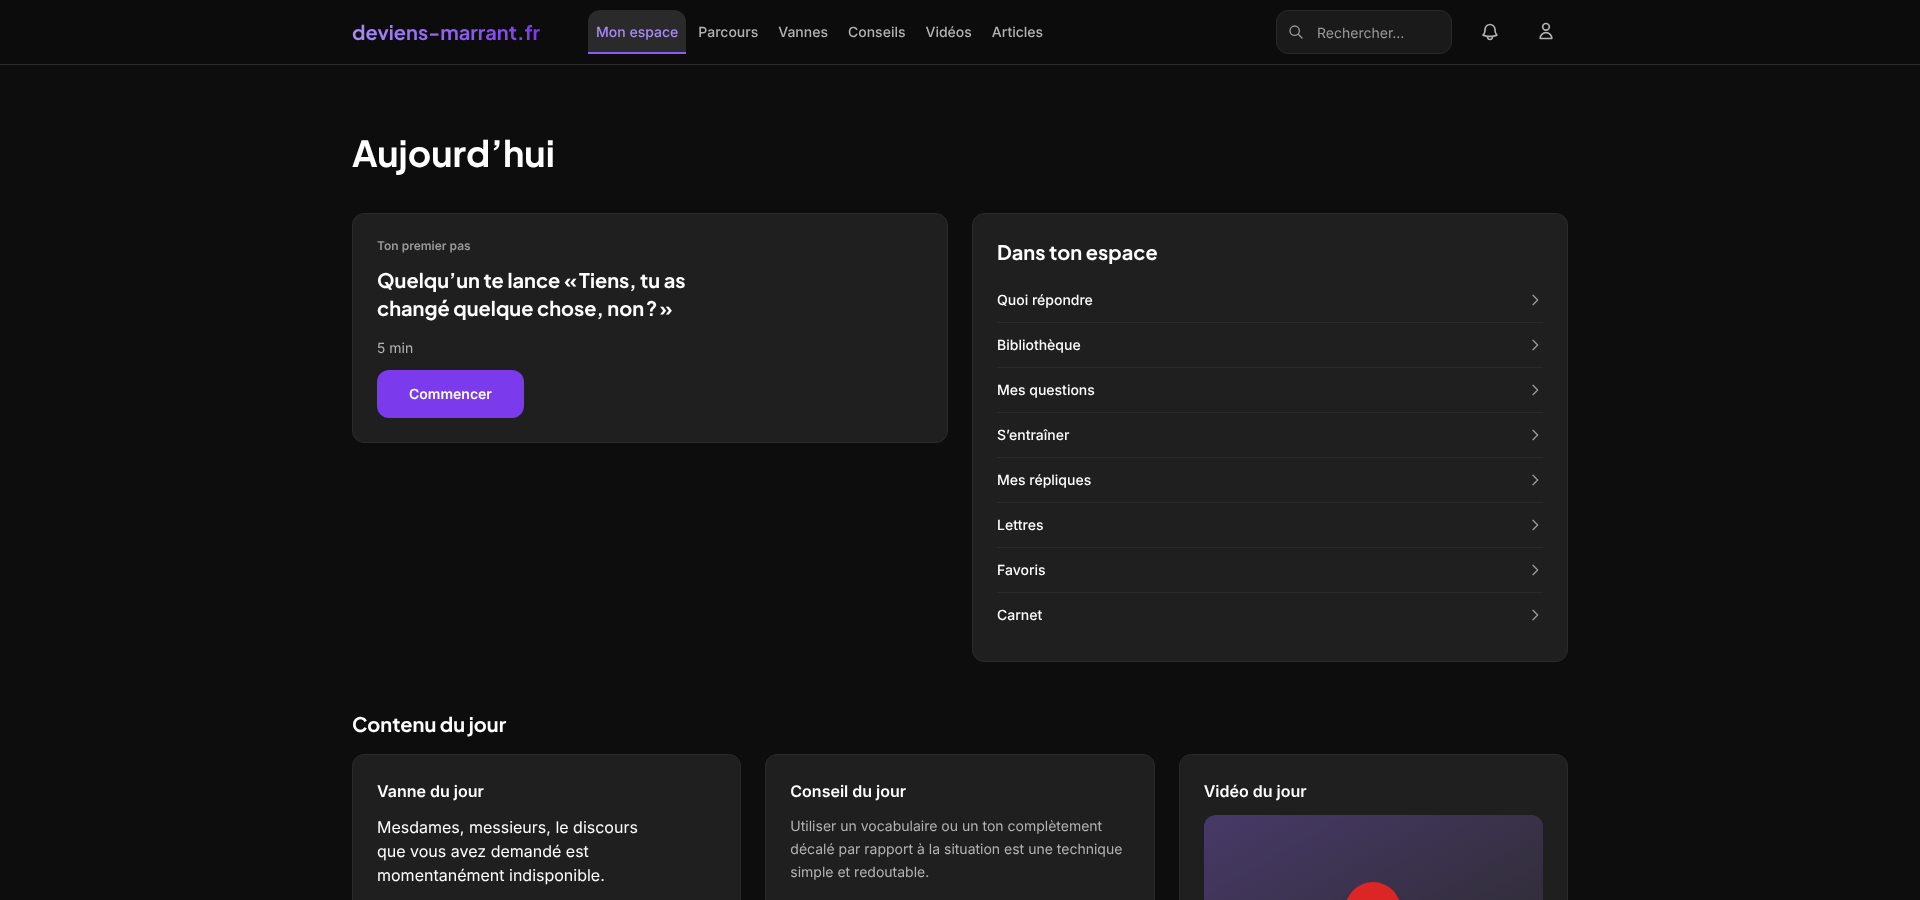 deviens-marrant.fr
Mon espace
Parcours
Vannes
Conseils
Vidéos
Articles
Rechercher...
Aujourd’hui
Ton premier pas
Quelqu’un te lance « Tiens, tu as
changé quelque chose, non ? »
5 min
Commencer
Dans ton espace
Quoi répondre
Bibliothèque
Mes questions
S’entraîner
Mes répliques
Lettres
Favoris
Carnet
Contenu du jour
Vanne du jour
Mesdames, messieurs, le discours
que vous avez demandé est
momentanément indisponible.
Conseil du jour
Utiliser un vocabulaire ou un ton complètement
décalé par rapport à la situation est une technique
simple et redoutable.
Vidéo du jour